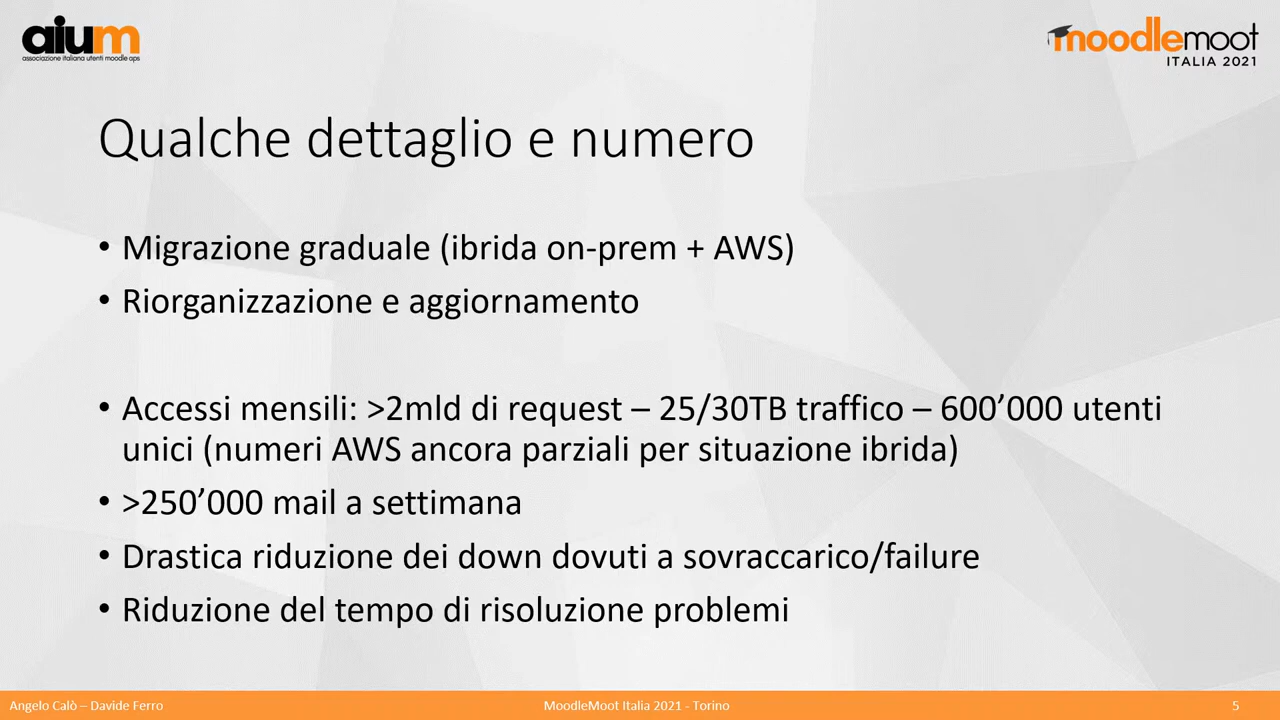 aium
associazione italiana utenti moodle aps
moodlemoot
ITALIA 2021
Qualche dettaglio e numero
• Migrazione graduale (ibrida on-prem + AWS)
• Riorganizzazione e aggiornamento
• Accessi mensili: >2mld di request – 25/30TB traffico – 600’000 utenti
unici (numeri AWS ancora parziali per situazione ibrida)
• >250’000 mail a settimana
• Drastica riduzione dei down dovuti a sovraccarico/failure
• Riduzione del tempo di risoluzione problemi
Angelo Calò – Davide Ferro
MoodleMoot Italia 2021 - Torino
5